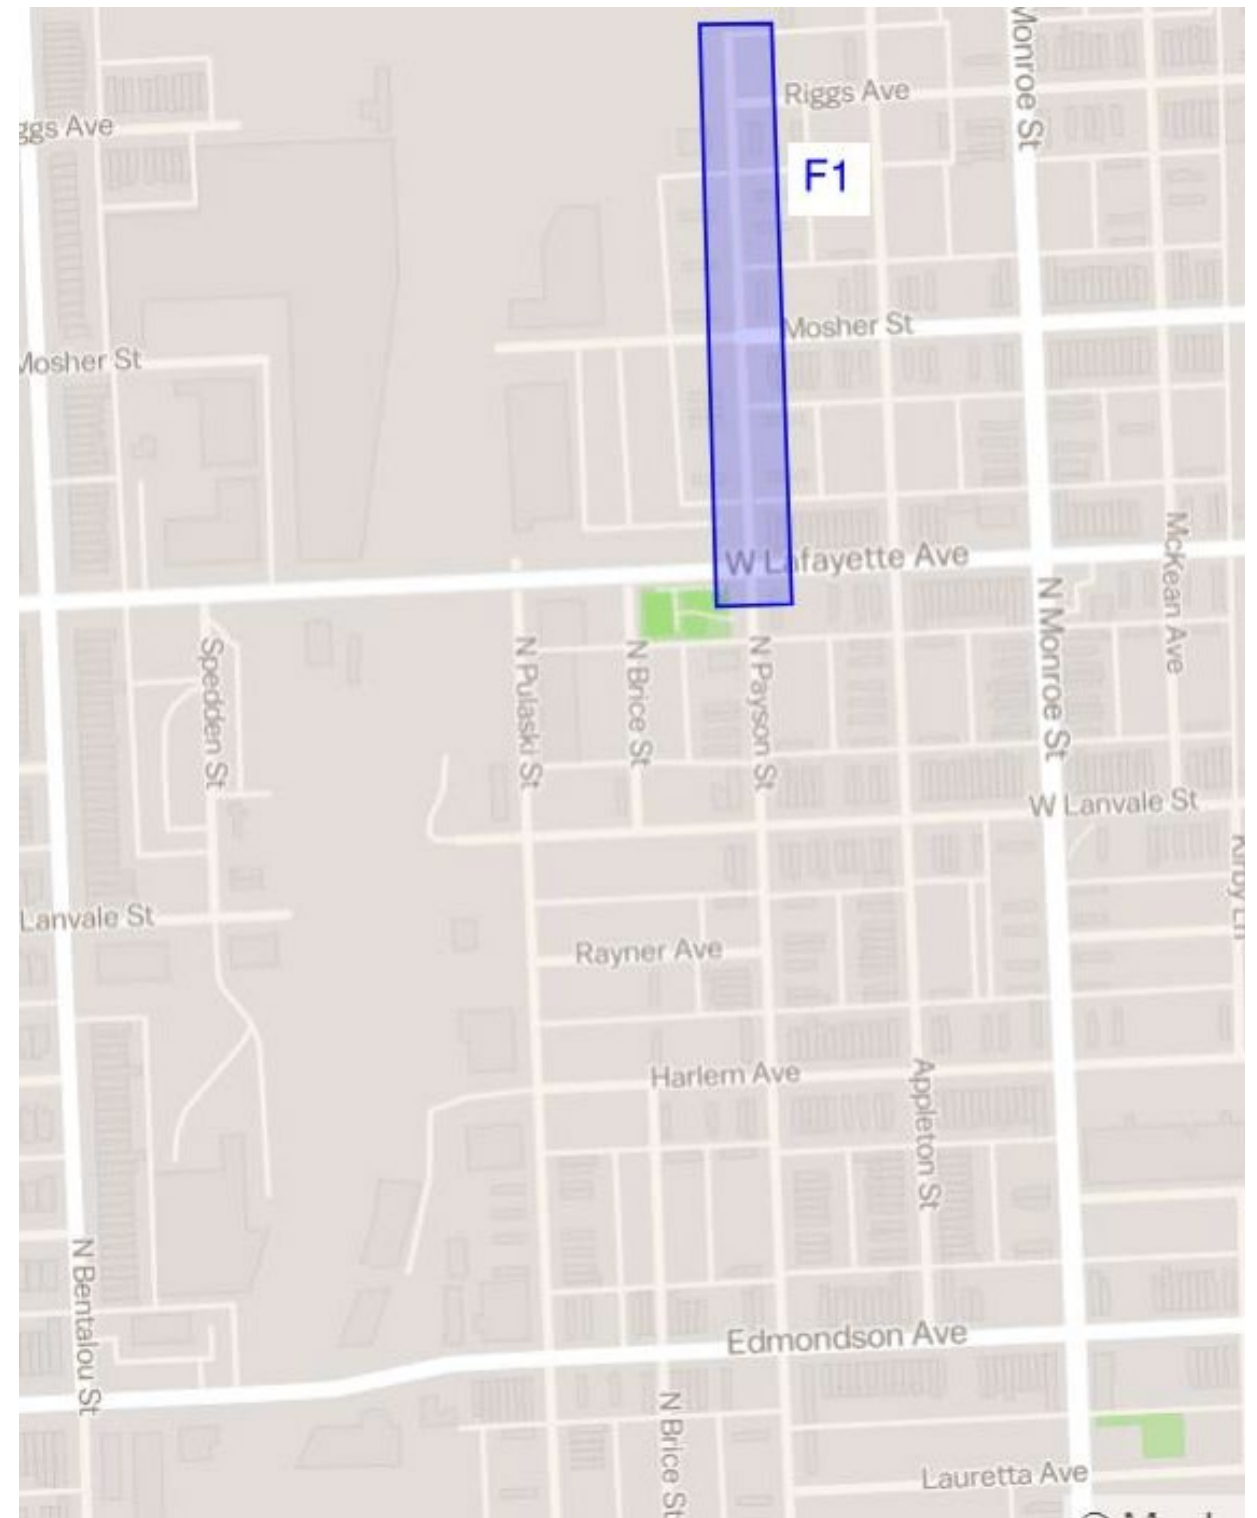 Monroe St
Riggs Ave
ggs Ave
F1
Mosher St
Mosher St
W Lafayette Ave
McKean Ave
N Monroe St
Spedden St
N Pulaski St
N Brice St
N Payson St
W Lanvale St
Lanvale St
Rayner Ave
Harlem Ave
Appleton St
N Bentalou St
Edmondson Ave
N Brice St
Lauretta Ave